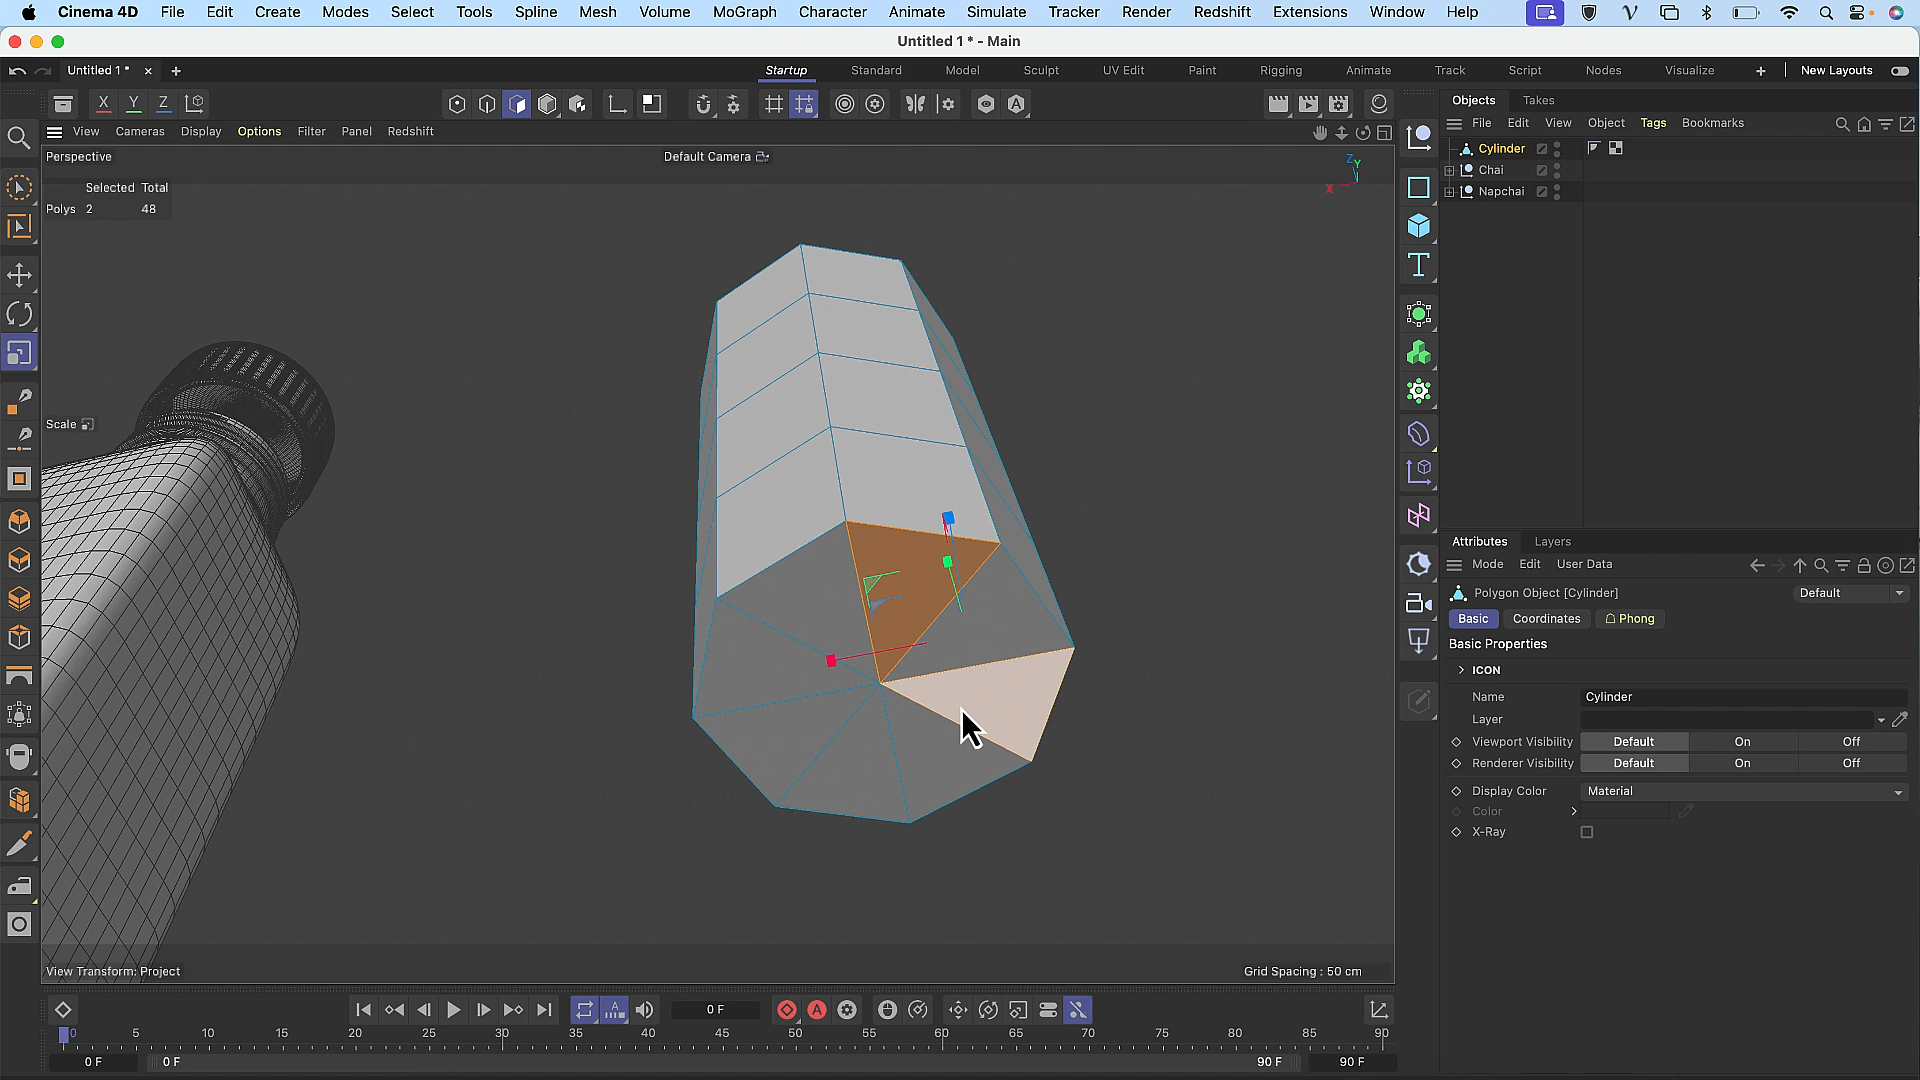 Cinema 4D File Edit Create Modes Select Tools Spline Mesh Volume MoGraph Character Animate Simulate Tracker Render Redshift Extensions Window Help
Untitled 1 * - Main
Untitled 1 * Startup Standard Model Sculpt UV Edit Paint Rigging Animate Track Script Nodes Visualize New Layouts
X Y Z
Objects Takes
View Cameras Display Options Filter Panel Redshift
File Edit View Object Tags Bookmarks
Perspective
Default Camera
Z Y
X
Cylinder
Chai
Napchai
Selected Total
Polys 2 48
Scale
Attributes Layers
Mode Edit User Data
Polygon Object [Cylinder] Default
Basic Coordinates Phong
Basic Properties
ICON
Name Cylinder
Layer
Viewport Visibility Default On Off
Renderer Visibility Default On Off
Display Color Material
Color
X-Ray
View Transform: Project
Grid Spacing : 50 cm
0 F
0 5 10 15 20 25 30 35 40 45 50 55 60 65 70 75 80 85 90
0 F 0 F 90 F 90 F